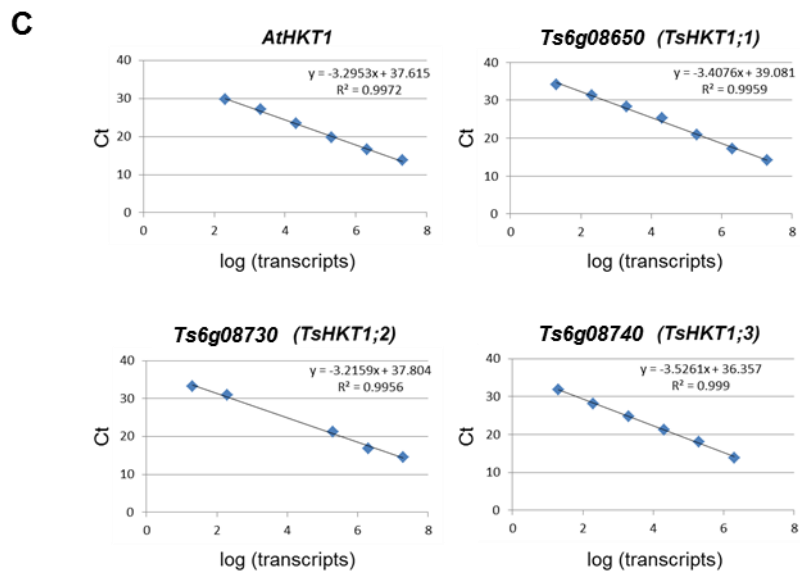 C
AtHKT1
y = -3.2953x + 37.615
R² = 0.9972
40
30
20
10
0
Ct
0 2 4 6 8
log (transcripts)
Ts6g08650 (TsHKT1;1)
y = -3.4076x + 39.081
R² = 0.9959
40
30
20
10
0
Ct
0 2 4 6 8
log (transcripts)
Ts6g08730 (TsHKT1;2)
y = -3.2159x + 37.804
R² = 0.9956
40
30
20
10
0
Ct
0 2 4 6 8
log (transcripts)
Ts6g08740 (TsHKT1;3)
y = -3.5261x + 36.357
R² = 0.999
40
30
20
10
0
Ct
0 2 4 6 8
log (transcripts)